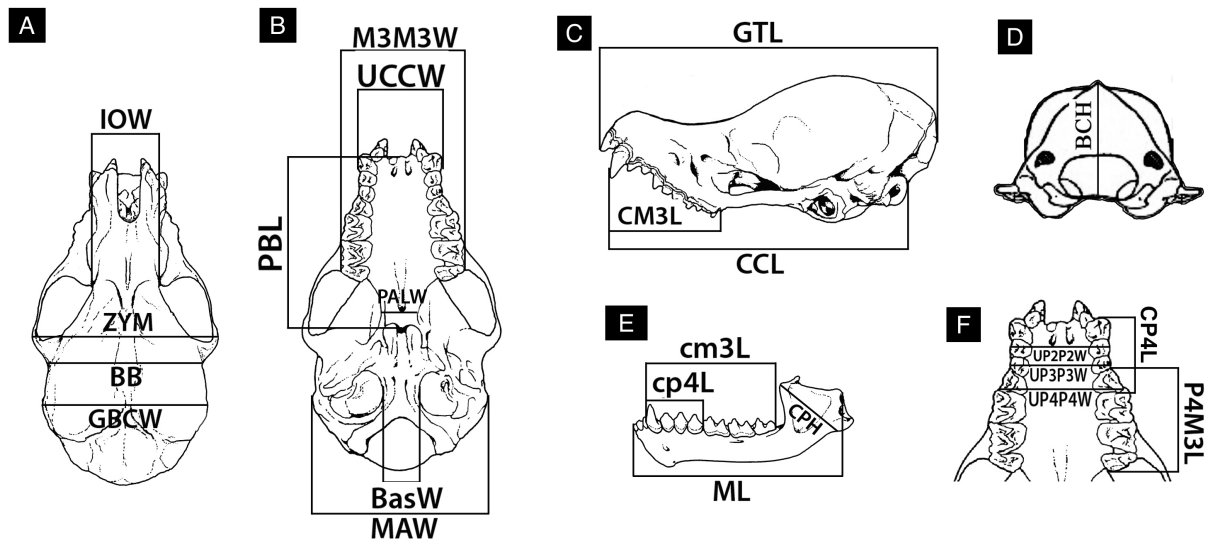 A
IOW
ZYM
BB
GBCW
B
M3M3W
UCCW
PBL
PALW
BasW
MAW
C
GTL
CM3L
CCL
D
BCH
E
cm3L
cp4L
CPH
ML
F
CP4L
UP2P2W
UP3P3W
UP4P4W
P4M3L